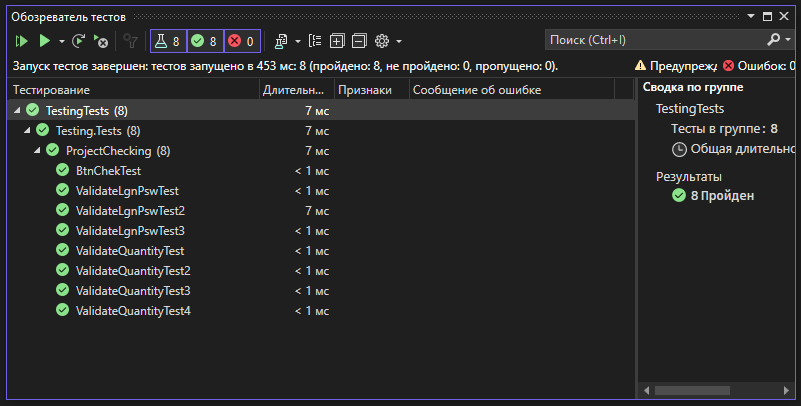 Обозреватель тестов
8 8 0
Поиск (Ctrl+I)
Запуск тестов завершен: тестов запущено в 453 мс: 8 (пройдено: 8, не пройдено: 0, пропущено: 0).
Предупрежд Ошибок: 0
Тестирование Длительн... Признаки Сообщение об ошибке
TestingTests (8) 7 мс
Testing.Tests (8) 7 мс
ProjectChecking (8) 7 мс
BtnChekTest < 1 мс
ValidateLgnPswTest < 1 мс
ValidateLgnPswTest2 7 мс
ValidateLgnPswTest3 < 1 мс
ValidateQuantityTest < 1 мс
ValidateQuantityTest2 < 1 мс
ValidateQuantityTest3 < 1 мс
ValidateQuantityTest4 < 1 мс
Сводка по группе
TestingTests
Тесты в группе: 8
Общая длительно
Результаты
8 Пройден